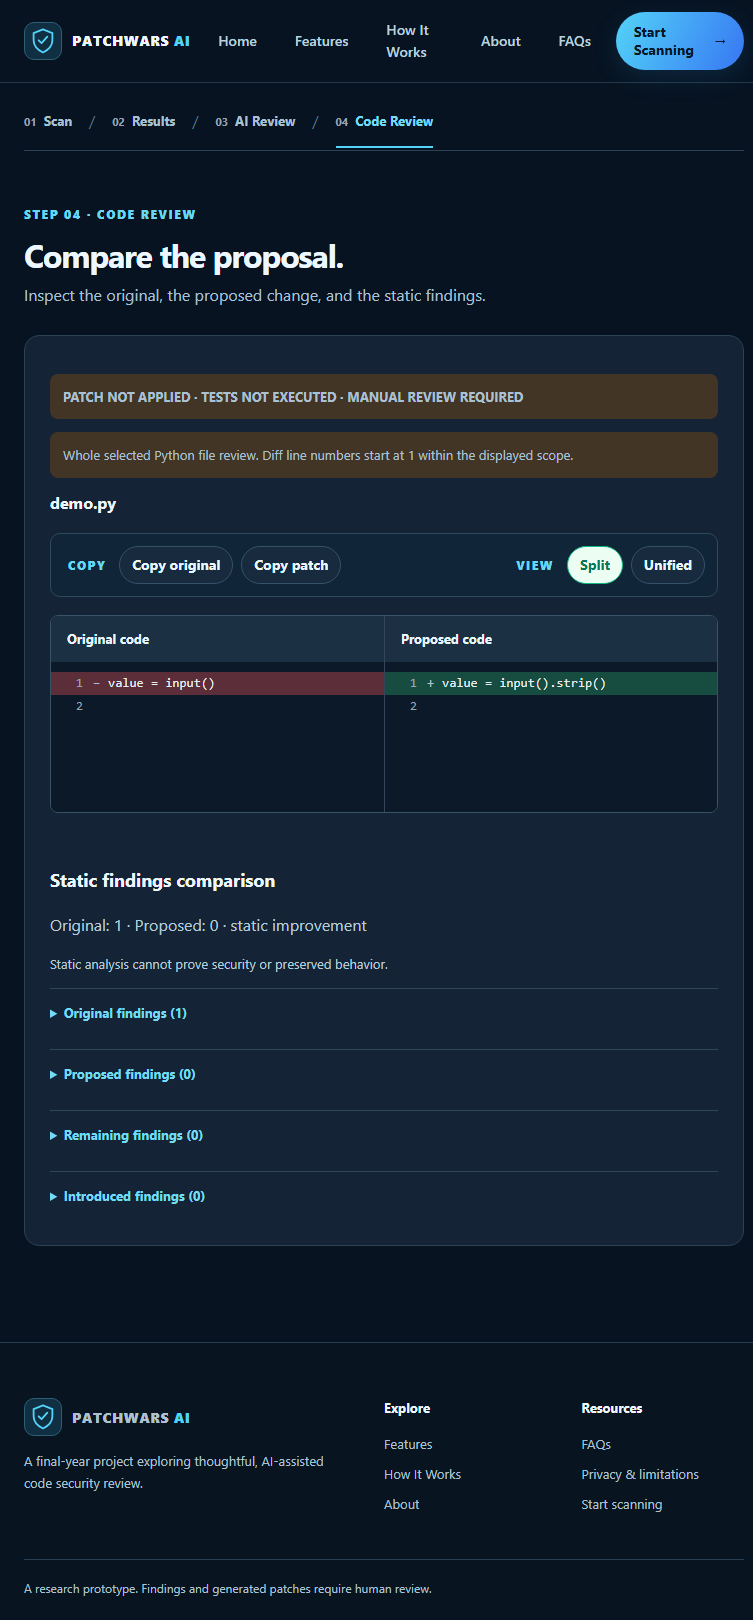 PATCHWARS AI
Home
Features
How It
Works
About
FAQs
Start
Scanning →
01 Scan / 02 Results / 03 AI Review / 04 Code Review
STEP 04 · CODE REVIEW
Compare the proposal.
Inspect the original, the proposed change, and the static findings.
PATCH NOT APPLIED · TESTS NOT EXECUTED · MANUAL REVIEW REQUIRED
Whole selected Python file review. Diff line numbers start at 1 within the displayed scope.
demo.py
COPY Copy original Copy patch VIEW Split Unified
Original code
Proposed code
1 − value = input()
1 + value = input().strip()
2
2
Static findings comparison
Original: 1 · Proposed: 0 · static improvement
Static analysis cannot prove security or preserved behavior.
Original findings (1)
Proposed findings (0)
Remaining findings (0)
Introduced findings (0)
PATCHWARS AI
A final-year project exploring thoughtful, AI-assisted
code security review.
Explore
Features
How It Works
About
Resources
FAQs
Privacy & limitations
Start scanning
A research prototype. Findings and generated patches require human review.